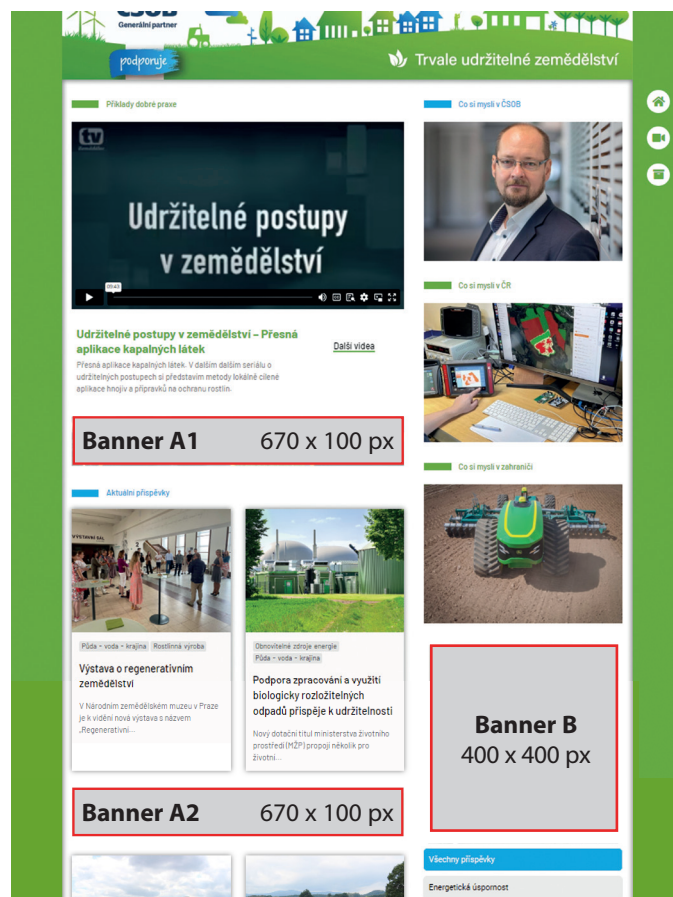 ČSOB
Generální partner
podporuje
Trvale udržitelné zemědělství
Příklady dobré praxe
tv
Zemědělec
Udržitelné postupy
v zemědělství
09:43
Udržitelné postupy v zemědělství – Přesná
aplikace kapalných látek
Další videa
Přesná aplikace kapalných látek. V dalším dalším seriálu o
udržitelných postupech si představím metody lokálně cílené
aplikace hnojiv a přípravků na ochranu rostlin.
Banner A1 670 x 100 px
Aktuální příspěvky
VÝSTAVNÍ SÁL
Půda - voda - krajina Rostlinná výroba
Výstava o regenerativním
zemědělství
V Národním zemědělském muzeu v Praze
je k vidění nová výstava s názvem
„Regenerativní...
Obnovitelné zdroje energie
Půda - voda - krajina
Podpora zpracování a využití
biologicky rozložitelných
odpadů přispěje k udržitelnosti
Nový dotační titul ministerstva životního
prostředí (MŽP) propojí několik pro
životní...
Banner A2 670 x 100 px
Co si myslí v ČSOB
Co si myslí v ČR
Co si myslí v zahraničí
Banner B
400 x 400 px
Všechny příspěvky
Energetická úspornost